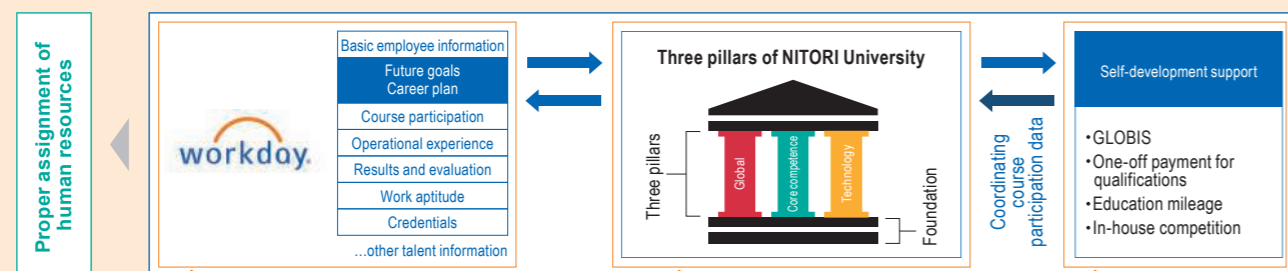 Proper assignment of
human resources
workday.
Basic employee information
Future goals
Career plan
Course participation
Operational experience
Results and evaluation
Work aptitude
Credentials
…other talent information
Three pillars of NITORI University
Three pillars
Global
Core competence
Technology
Foundation
Coordinating
course
participation data
Self-development support
•GLOBIS
•One-off payment for
qualifications
•Education mileage
•In-house competition